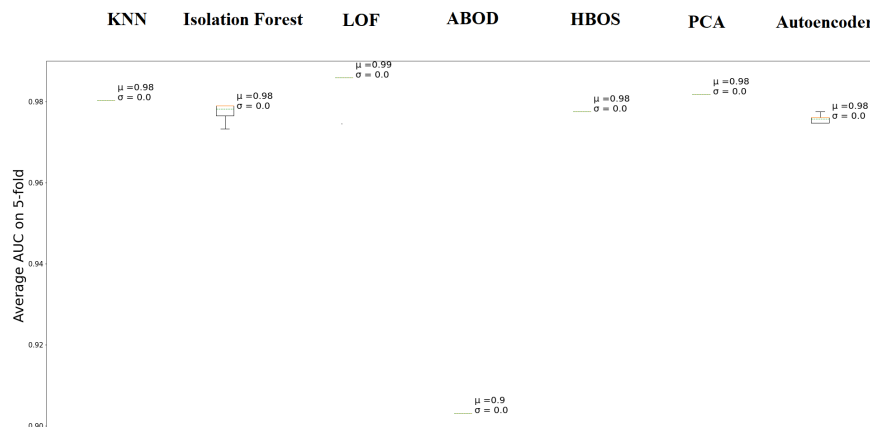 KNN Isolation Forest LOF ABOD HBOS PCA Autoencoder
μ =0.99
σ = 0.0
μ =0.98
σ = 0.0
μ =0.98
σ = 0.0
μ =0.98
σ = 0.0
μ =0.98
σ = 0.0
μ =0.98
σ = 0.0
0.98
0.96
0.94
0.92
0.90
Average AUC on 5-fold
μ =0.9
σ = 0.0